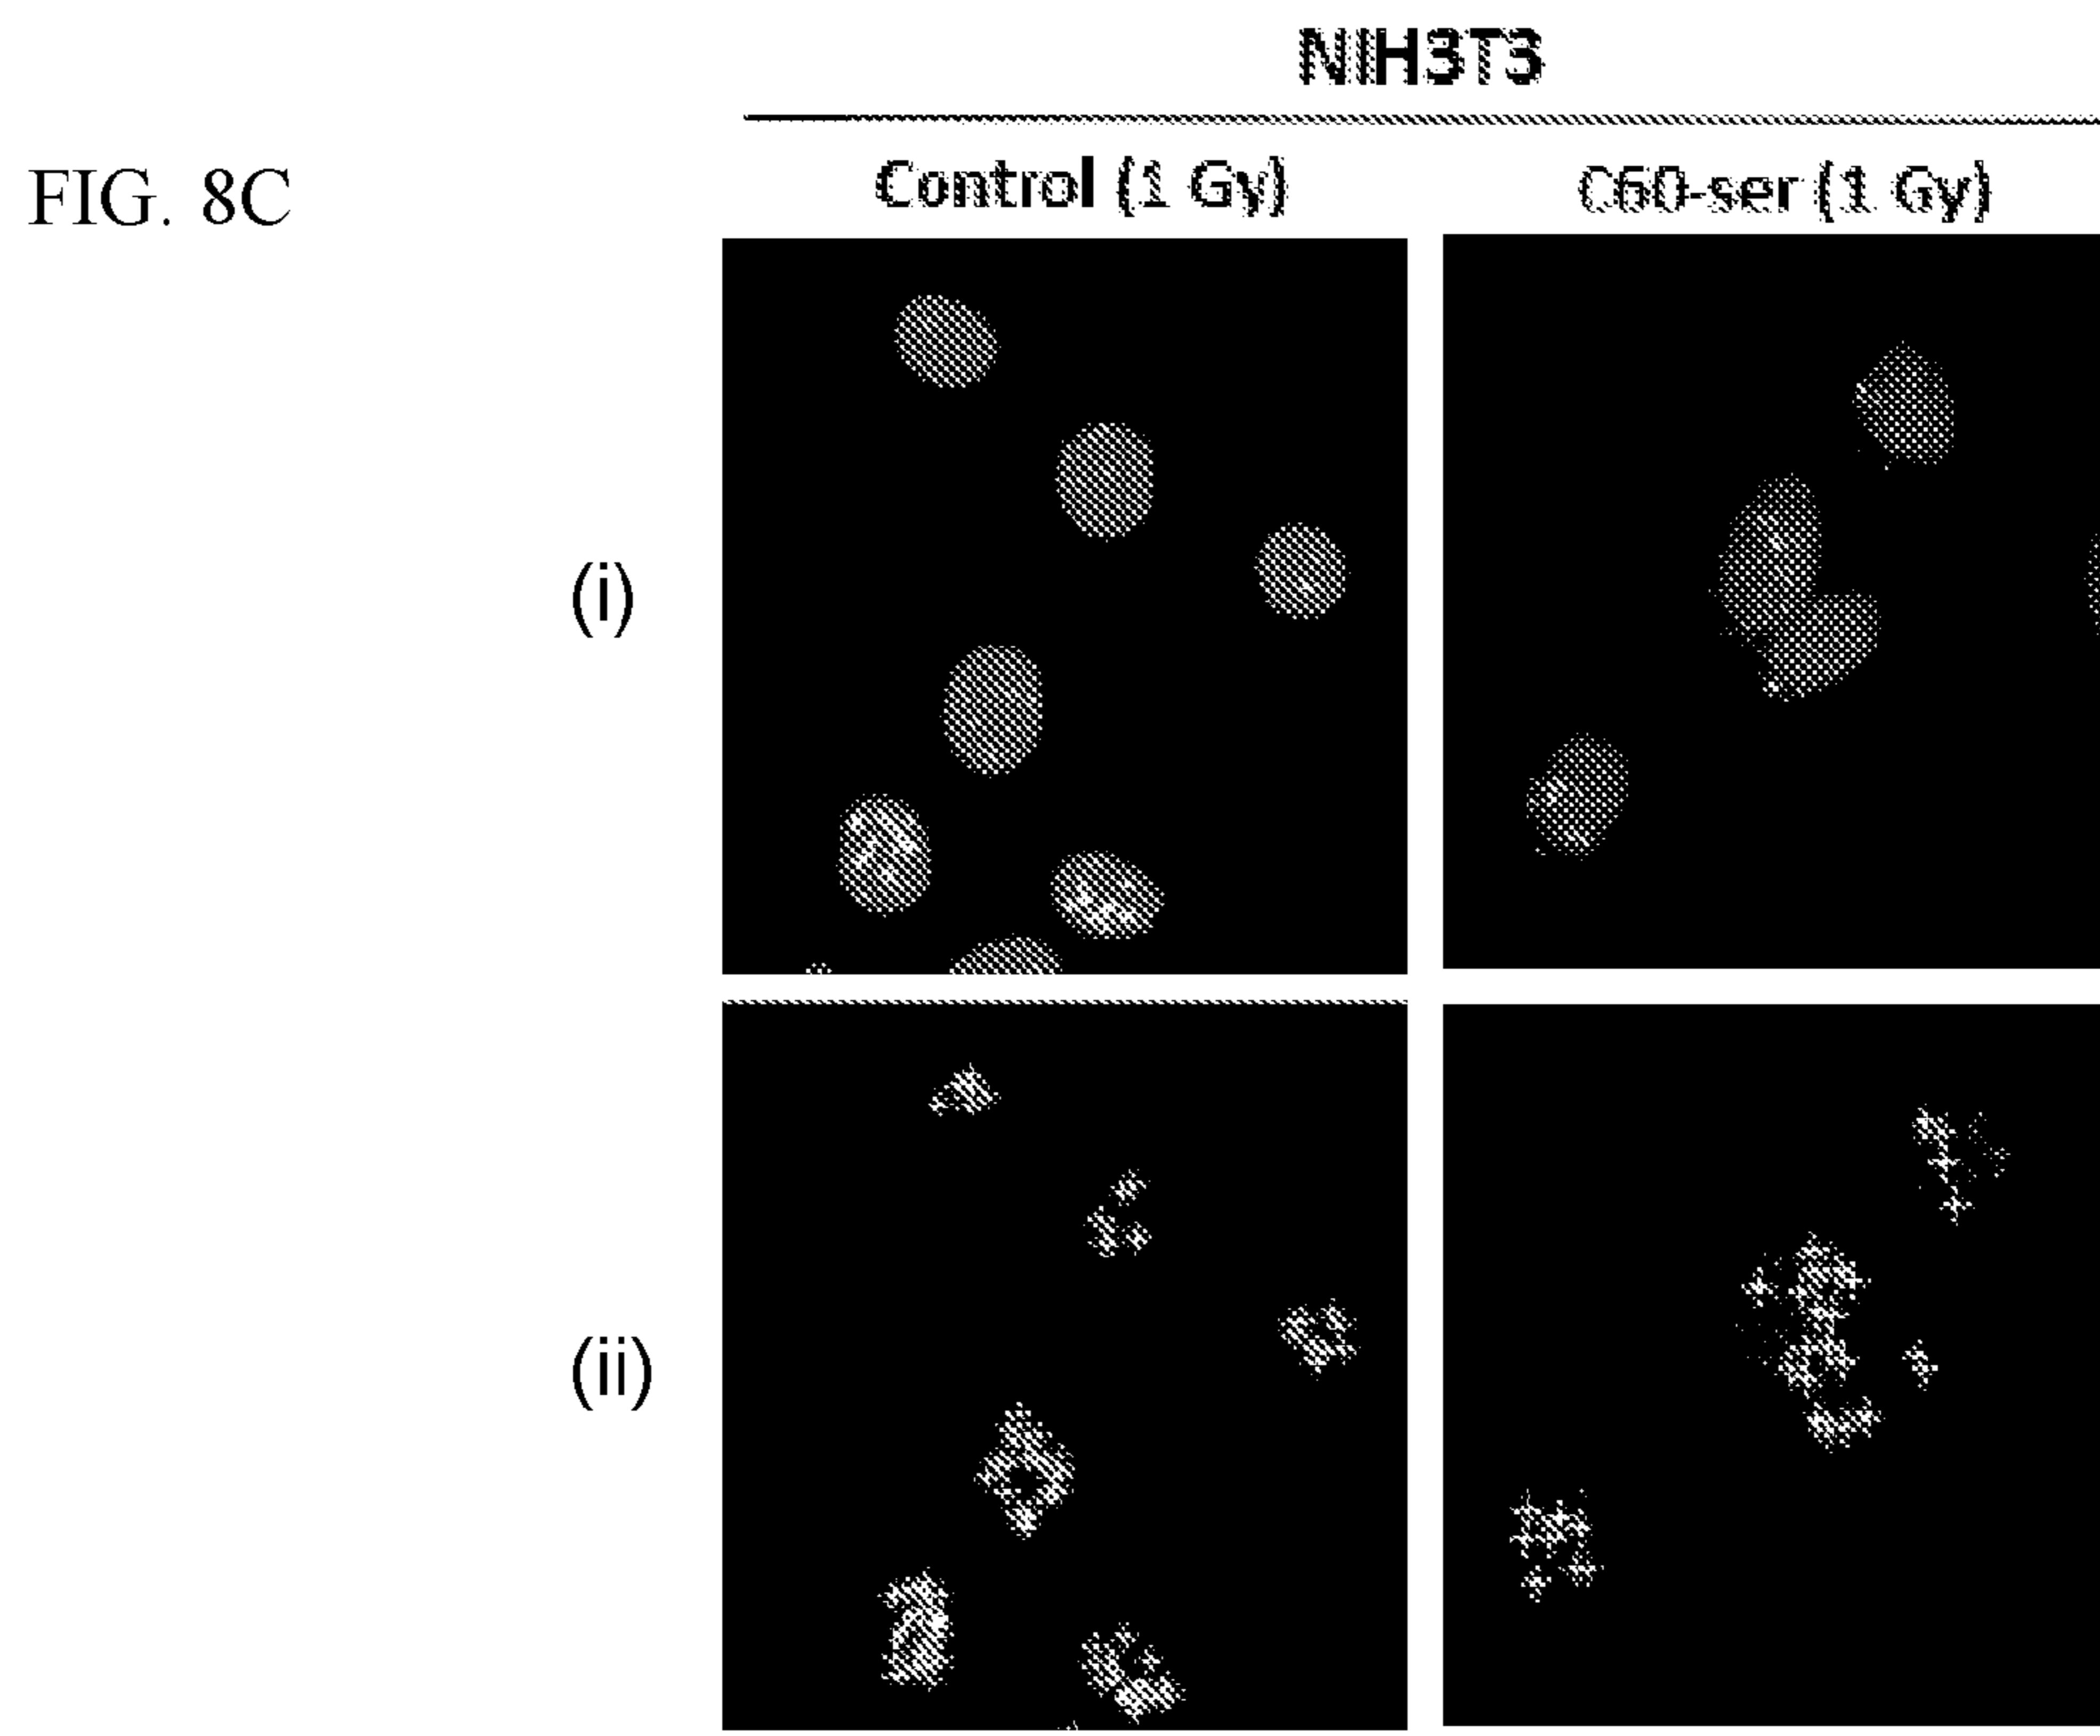 NIH3T3
FIG. 8C
Control (1 Gy)
C60-ser (1 Gy)
(i)
(ii)